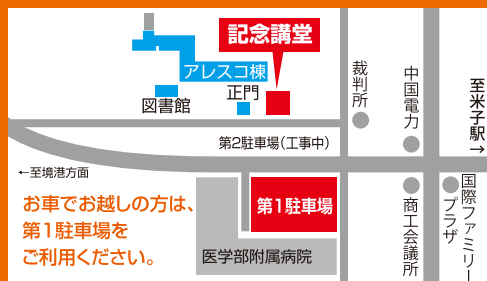 記念講堂
アレスコ棟
図書館
正門
裁判所
中国電力
至米子駅→
第2駐車場(工事中)
←至境港方面
お車でお越しの方は、
第1駐車場を
ご利用ください。
第1駐車場
医学部附属病院
商工会議所
国際ファミリー
プラザ